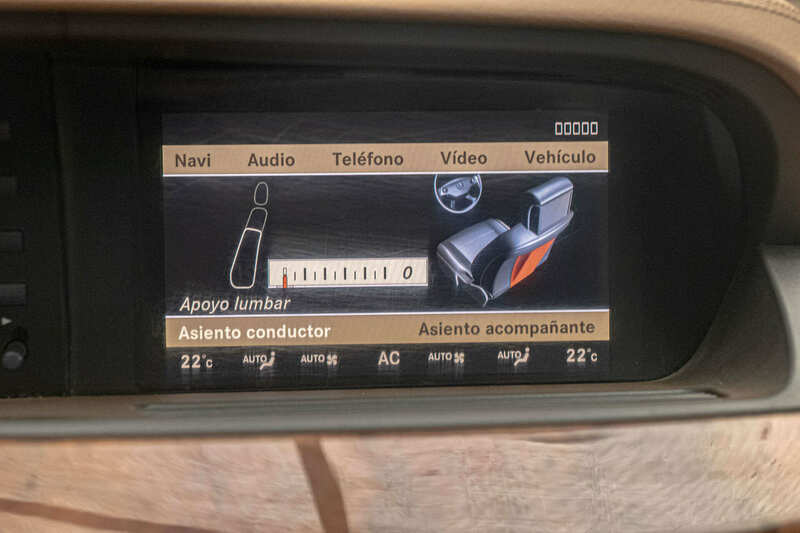 Navi Audio Teléfono Vídeo Vehículo
0
Apoyo lumbar
Asiento conductor Asiento acompañante
22°C AUTO AUTO AC AUTO AUTO 22°C